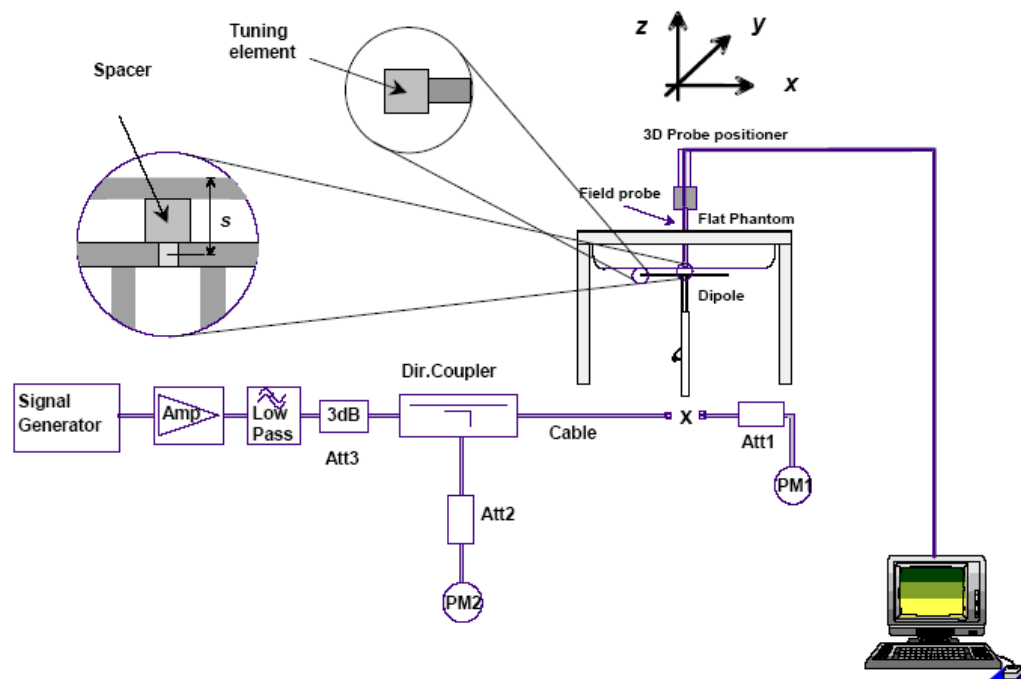 Tuning
element
Spacer
z
y
x
3D Probe positioner
Field probe
Flat Phantom
s
Dipole
Dir.Coupler
Signal
Generator
Amp
Low
Pass
3dB
Att3
Cable
X
Att1
PM1
Att2
PM2